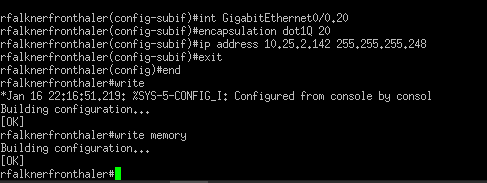 rfalknerfronthaler(config-subif)#int GigabitEthernet0/0.20
rfalknerfronthaler(config-subif)#encapsulation dot1Q 20
rfalknerfronthaler(config-subif)#ip address 10.25.2.142 255.255.255.248
rfalknerfronthaler(config-subif)#exit
rfalknerfronthaler(config)#end
rfalknerfronthaler#write
*Jan 16 22:16:51.219: %SYS-5-CONFIG_I: Configured from console by consol
Building configuration...
[OK]
rfalknerfronthaler#write memory
Building configuration...
[OK]
rfalknerfronthaler#